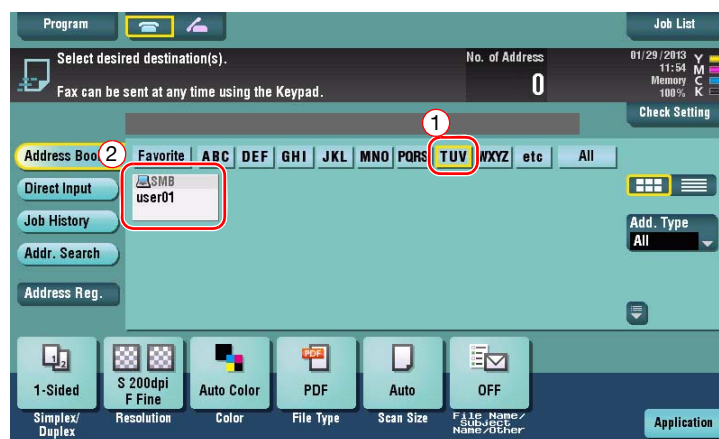 Program
Job List
Select desired destination(s).
No. of Address
01/29/2013
11:54
Memory
100%
Y
M
C
K
Fax can be sent at any time using the Keypad.
0
Check Setting
1
Address Boo
2
Favorite ABC DEF GHI JKL MNO PQRS TUV WXYZ etc All
Direct Input
SMB
user01
Job History
Add. Type
All
Addr. Search
Address Reg.
1 2
PDF
1-Sided
S 200dpi
F Fine
Auto Color
PDF
Auto
OFF
Simplex/
Duplex
Resolution
Color
File Type
Scan Size
File Name/
Subject
Name/Other
Application